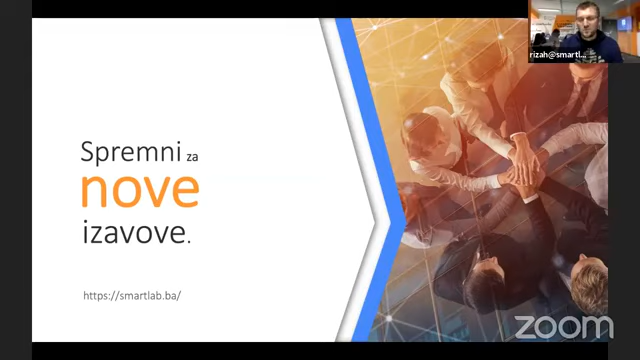 rizah@smartl...
Spremni za
nove
izavove.
https://smartlab.ba/
zoom